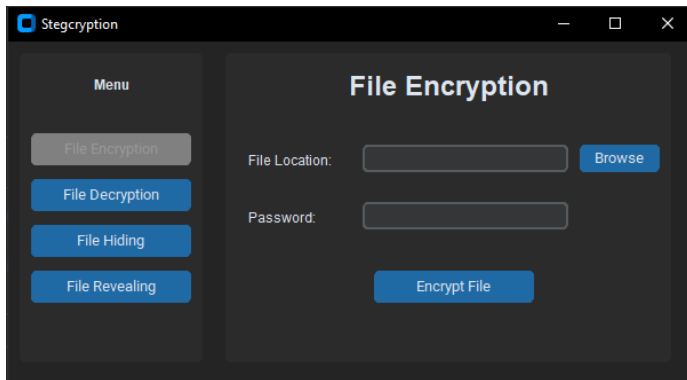 Stegcryption
Menu
File Encryption
File Decryption
File Hiding
File Revealing
File Encryption
File Location:
Browse
Password:
Encrypt File